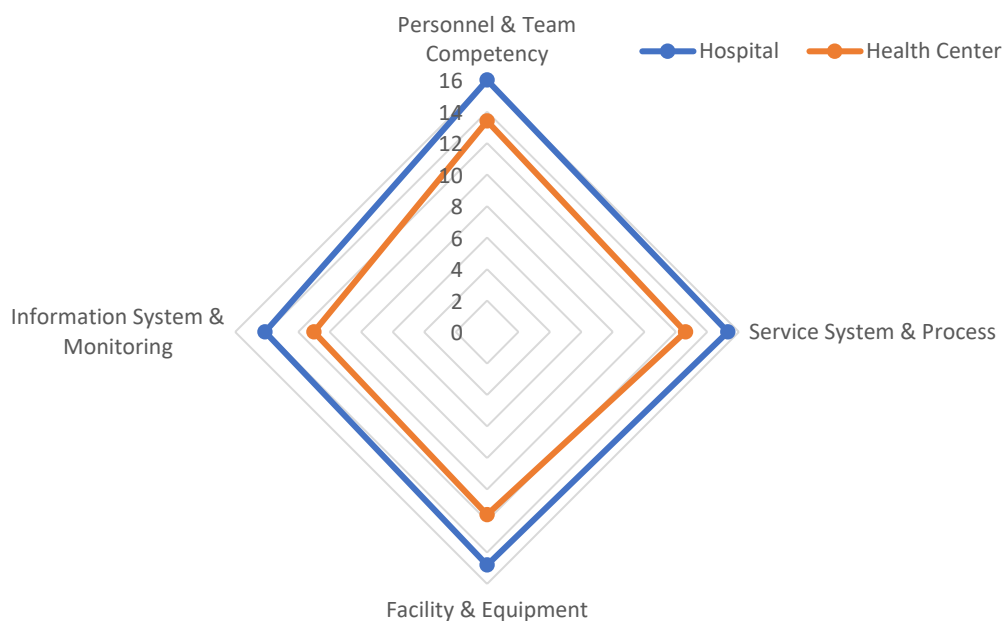 Personnel & Team
Competency
Hospital
Health Center
16
14
12
10
8
6
4
2
0
Information System &
Monitoring
Service System & Process
Facility & Equipment